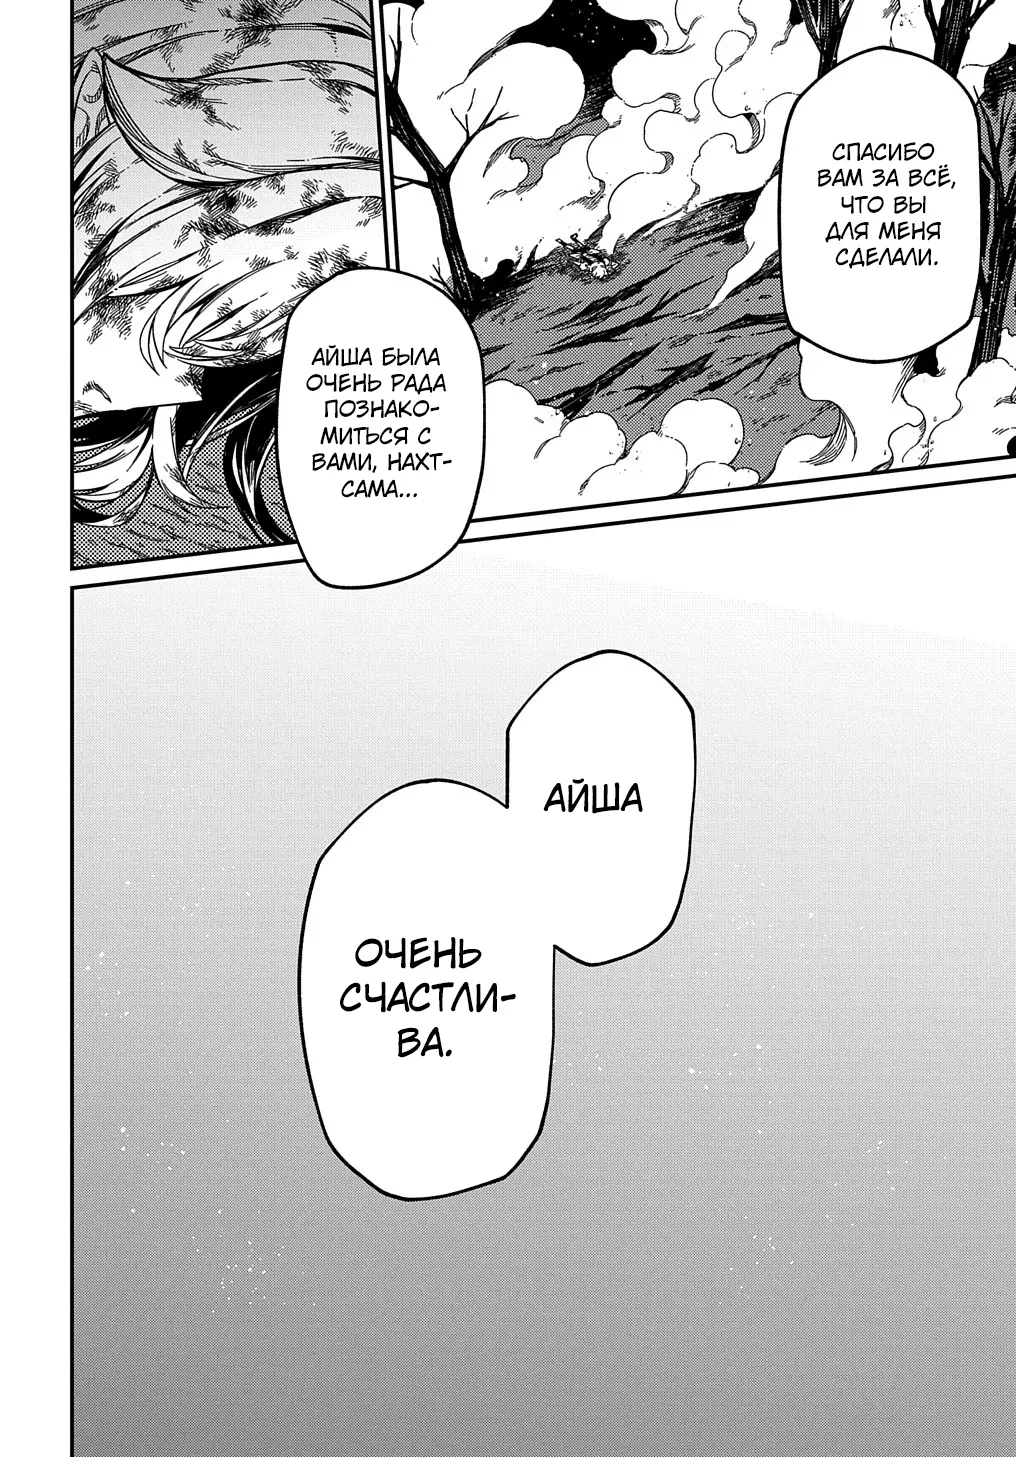 СПАСИБО
ВАМ ЗА ВСЁ,
ЧТО ВЫ
ДЛЯ МЕНЯ
СДЕЛАЛИ.
АЙША БЫЛА
ОЧЕНЬ РАДА
ПОЗНАКО-
МИТЬСЯ С
ВАМИ, НАХТ-
САМА...
АЙША
ОЧЕНЬ
СЧАСТЛИ-
ВА.